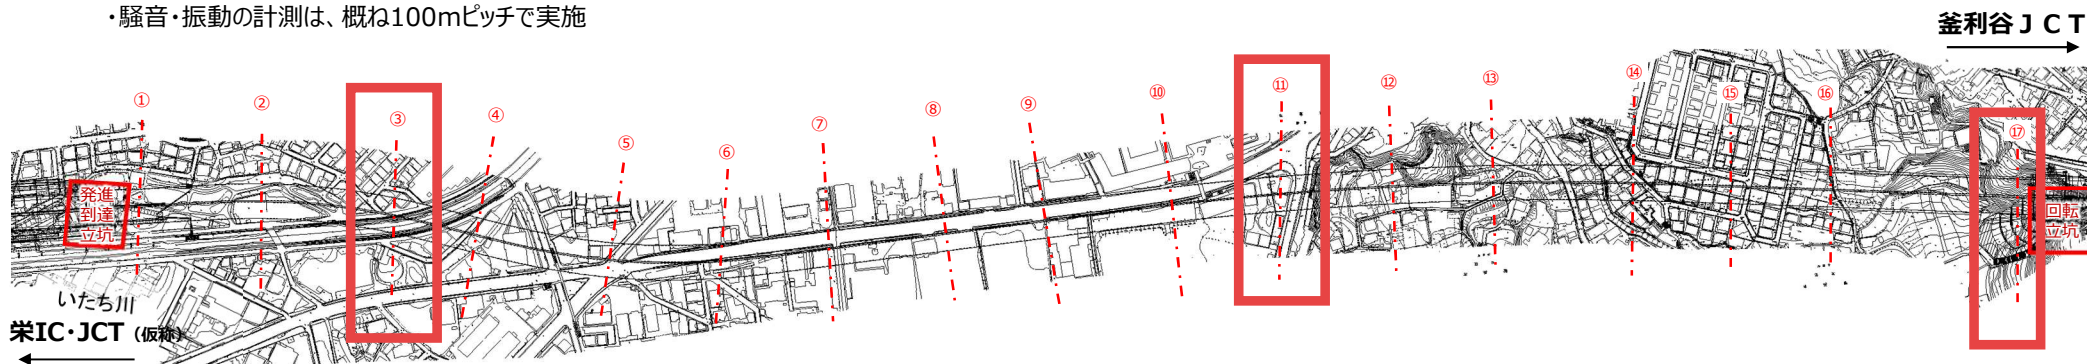 ・騒音・振動の計測は、概ね100mピッチで実施
釜利谷ＪＣＴ
①
②
③
④
⑤
⑥
⑦
⑧
⑨
⑩
⑪
⑫
⑬
⑭
⑮
⑯
⑰
発進
到達
立坑
回転
立坑
いたち川
栄IC・JCT（仮称）